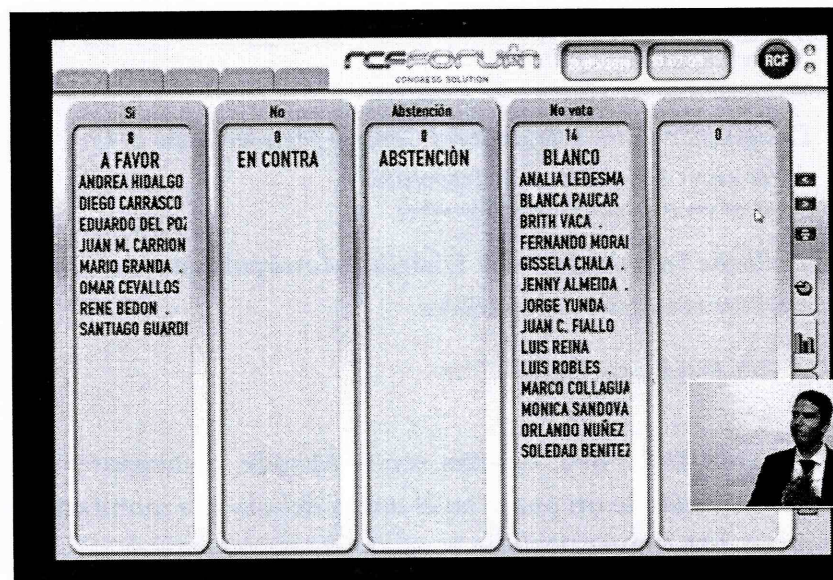 RCF FORUM
CONGRESS SOLUTION
RCF
Si
8
A FAVOR
ANDREA HIDALGO
DIEGO CARRASCO
EDUARDO DEL POZ
JUAN M. CARRION
MARIO GRANDA .
OMAR CEVALLOS
RENE BEDON .
SANTIAGO GUARDI
No
0
EN CONTRA
Abstención
0
ABSTENCIÒN
No vota
14
BLANCO
ANALIA LEDESMA
BLANCA PAUCAR
BRITH VACA .
FERNANDO MORAI
GISSELA CHALA .
JENNY ALMEIDA .
JORGE YUNDA
JUAN C. FIALLO
LUIS REINA
LUIS ROBLES .
MARCO COLLAGUA
MONICA SANDOVA
ORLANDO NUÑEZ
SOLEDAD BENITEZ
0